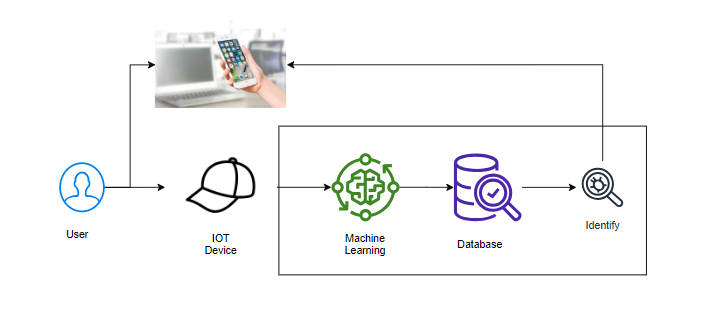 User
IOT
Device
Machine
Learning
Database
Identify